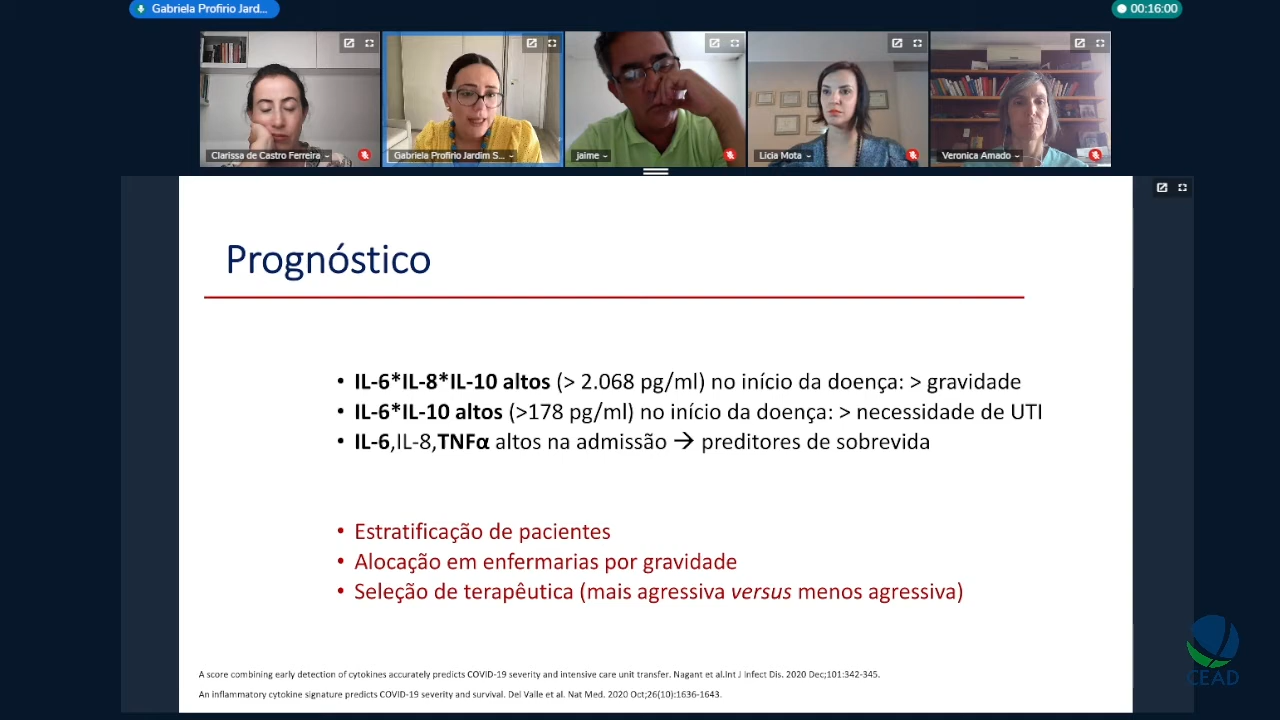 Gabriela Profirio Jard...
00:16:00
Clarissa de Castro Ferreira
Gabriela Profirio Jardim S...
jaime
Licia Mota
Veronica Amado
Prognóstico
• IL-6*IL-8*IL-10 altos (> 2.068 pg/ml) no início da doença: > gravidade
• IL-6*IL-10 altos (>178 pg/ml) no início da doença: > necessidade de UTI
• IL-6,IL-8,TNFα altos na admissão → preditores de sobrevida
• Estratificação de pacientes
• Alocação em enfermarias por gravidade
• Seleção de terapêutica (mais agressiva versus menos agressiva)
A score combining early detection of cytokines accurately predicts COVID-19 severity and intensive care unit transfer. Nagant et al.Int J Infect Dis. 2020 Dec;101:342-345.
An inflammatory cytokine signature predicts COVID-19 severity and survival. Del Valle et al. Nat Med. 2020 Oct;26(10):1636-1643.
CEAD